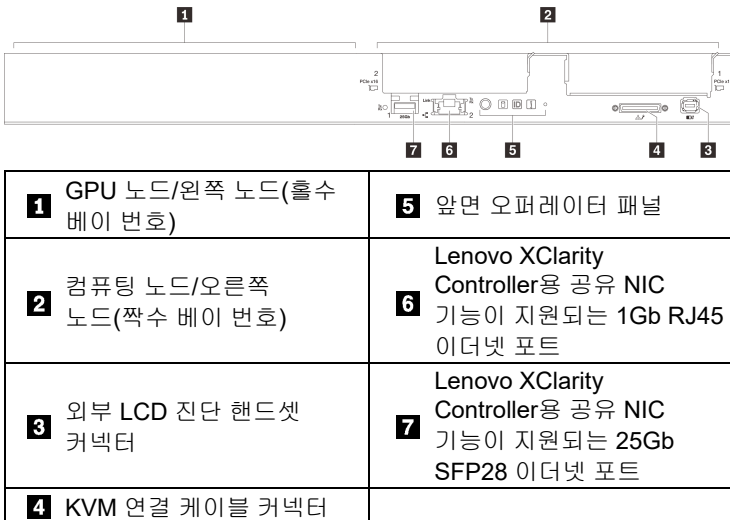 1
2
2
PCIe x16
1
PCIe x1
Link
1
25Gb
2
7
6
5
4
3
1 GPU 노드/왼쪽 노드(홀수
베이 번호)
5 앞면 오퍼레이터 패널
2 컴퓨팅 노드/오른쪽
노드(짝수 베이 번호)
6 Lenovo XClarity
Controller용 공유 NIC
기능이 지원되는 1Gb RJ45
이더넷 포트
3 외부 LCD 진단 핸드셋
커넥터
7 Lenovo XClarity
Controller용 공유 NIC
기능이 지원되는 25Gb
SFP28 이더넷 포트
4 KVM 연결 케이블 커넥터